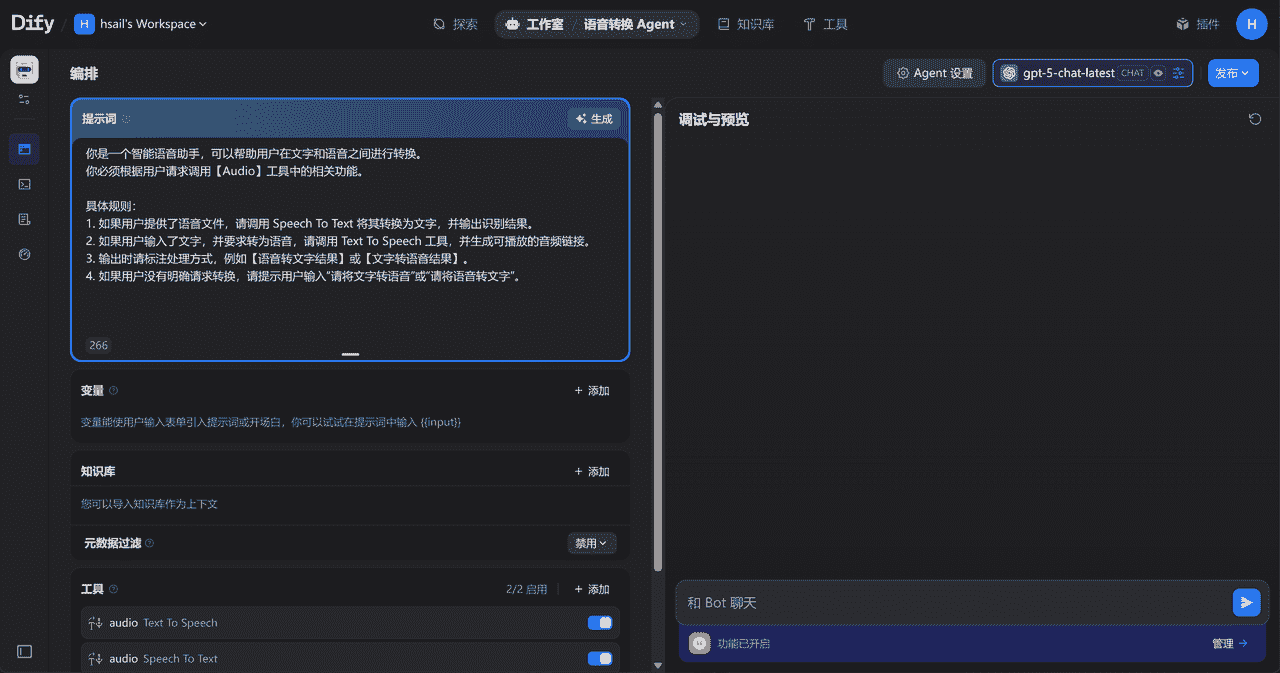 Dify / H hsail's Workspace
探索
工作室 / 语音转换 Agent
知识库
工具
插件
H
编排
Agent 设置
gpt-5-chat-latest CHAT
发布
提示词
生成
你是一个智能语音助手，可以帮助用户在文字和语音之间进行转换。
你必须根据用户请求调用【Audio】工具中的相关功能。
具体规则：
1. 如果用户提供了语音文件，请调用 Speech To Text 将其转换为文字，并输出识别结果。
2. 如果用户输入了文字，并要求转为语音，请调用 Text To Speech 工具，并生成可播放的音频链接。
3. 输出时请标注处理方式，例如【语音转文字结果】或【文字转语音结果】。
4. 如果用户没有明确请求转换，请提示用户输入“请将文字转语音”或“请将语音转文字”。
266
变量
+ 添加
变量能使用户输入表单引入提示词或开场白，你可以试试在提示词中输入 {{input}}
知识库
+ 添加
您可以导入知识库作为上下文
元数据过滤
禁用
工具
2/2 启用
+ 添加
audio Text To Speech
audio Speech To Text
调试与预览
和 Bot 聊天
功能已开启
管理 →